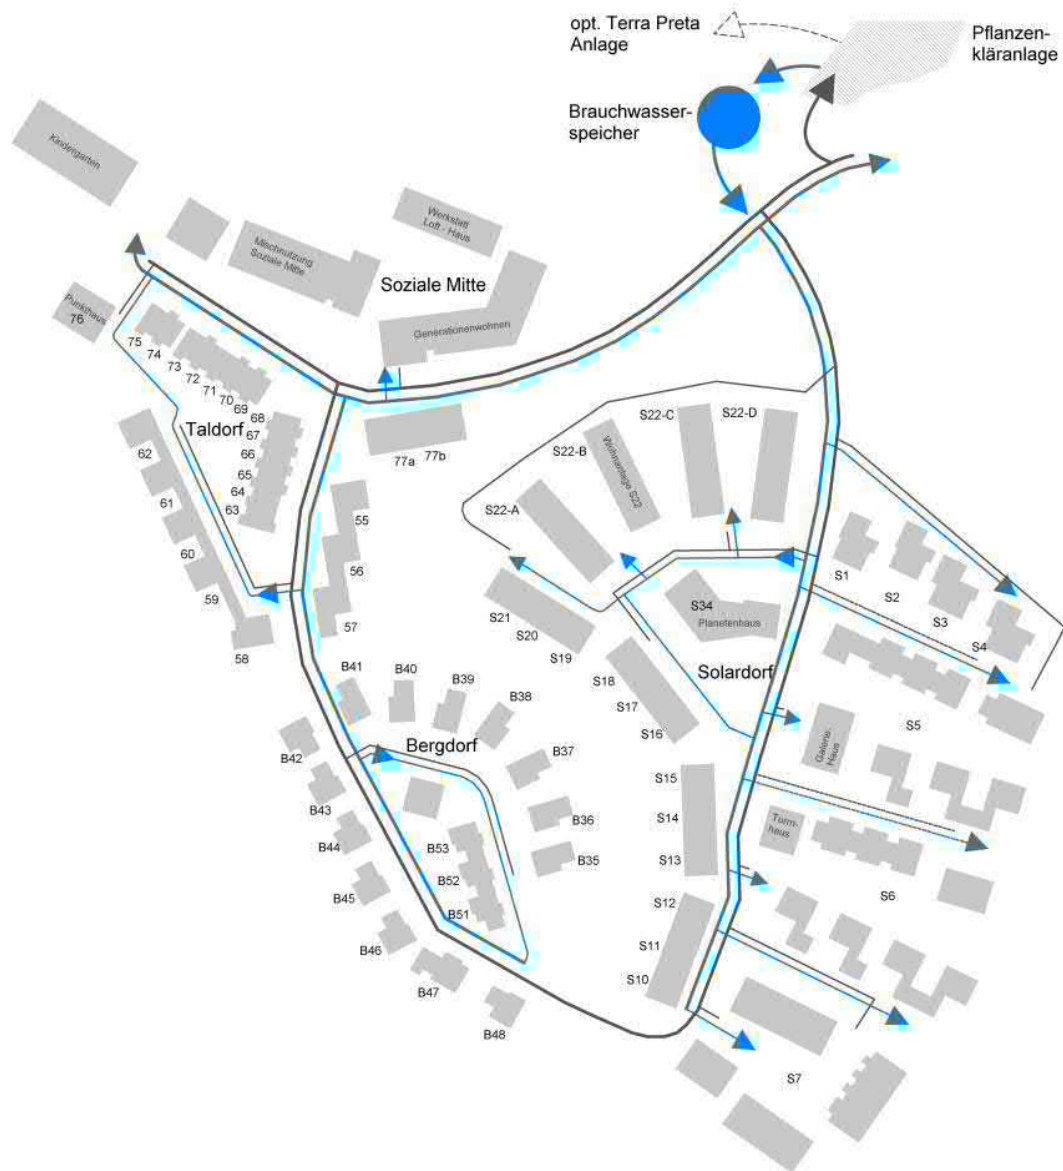 opt. Terra Preta
Anlage
Pflanzen-
kläranlage
Brauchwasser-
speicher
Kindergarten
Werkstatt
Loft - Haus
Mischnutzung
Soziale Mitte
Soziale Mitte
Generationenwohnen
Punkthaus
76
75
74
73
72
71
70
69
68
67
66
65
64
63
Taldorf
62
61
60
59
58
77a
77b
55
56
57
S22-C
S22-D
S22-B
Wohnanlage S22
S22-A
S21
S20
S19
S34
Planetenhaus
S18
S17
S16
Solardorf
S1
S2
S3
S4
S5
Galerie-
Haus
B41
B40
B39
B38
Bergdorf
B37
B36
B35
B42
B43
B44
B45
B46
B47
B48
B53
B52
B51
S15
S14
S13
Turm-
haus
S6
S12
S11
S10
S7